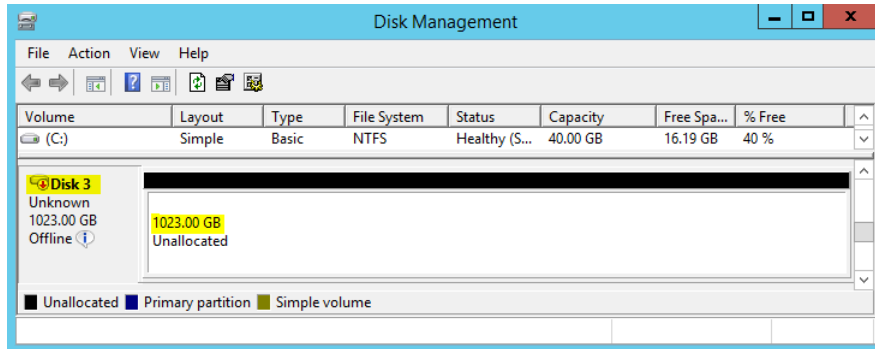 Disk Management
File Action View Help
Volume Layout Type File System Status Capacity Free Spa... % Free
(C:) Simple Basic NTFS Healthy (S... 40.00 GB 16.19 GB 40 %
Disk 3
Unknown
1023.00 GB
Offline
1023.00 GB
Unallocated
Unallocated Primary partition Simple volume